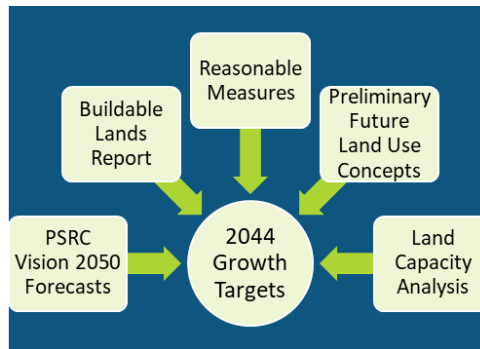 Reasonable
Measures
Buildable
Lands
Report
Preliminary
Future
Land Use
Concepts
PSRC
Vision 2050
Forecasts
2044
Growth
Targets
Land
Capacity
Analysis